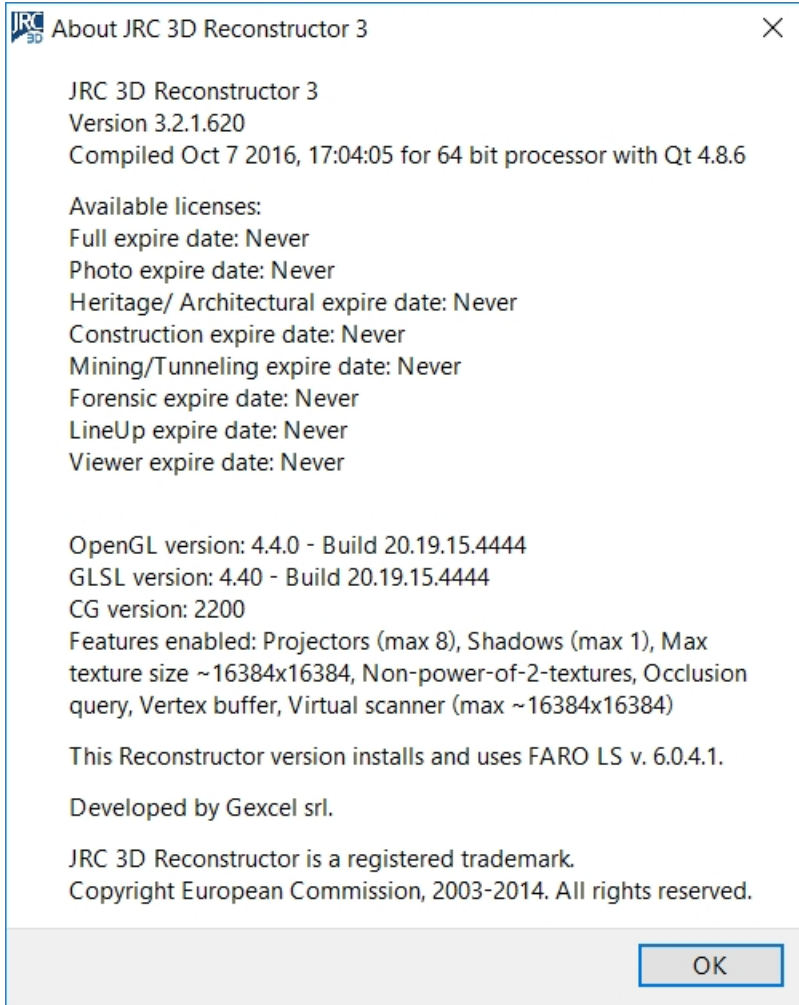 JRC 3D
About JRC 3D Reconstructor 3
JRC 3D Reconstructor 3
Version 3.2.1.620
Compiled Oct 7 2016, 17:04:05 for 64 bit processor with Qt 4.8.6
Available licenses:
Full expire date: Never
Photo expire date: Never
Heritage/ Architectural expire date: Never
Construction expire date: Never
Mining/Tunneling expire date: Never
Forensic expire date: Never
LineUp expire date: Never
Viewer expire date: Never
OpenGL version: 4.4.0 - Build 20.19.15.4444
GLSL version: 4.40 - Build 20.19.15.4444
CG version: 2200
Features enabled: Projectors (max 8), Shadows (max 1), Max
texture size ~16384x16384, Non-power-of-2-textures, Occlusion
query, Vertex buffer, Virtual scanner (max ~16384x16384)
This Reconstructor version installs and uses FARO LS v. 6.0.4.1.
Developed by Gexcel srl.
JRC 3D Reconstructor is a registered trademark.
Copyright European Commission, 2003-2014. All rights reserved.
OK